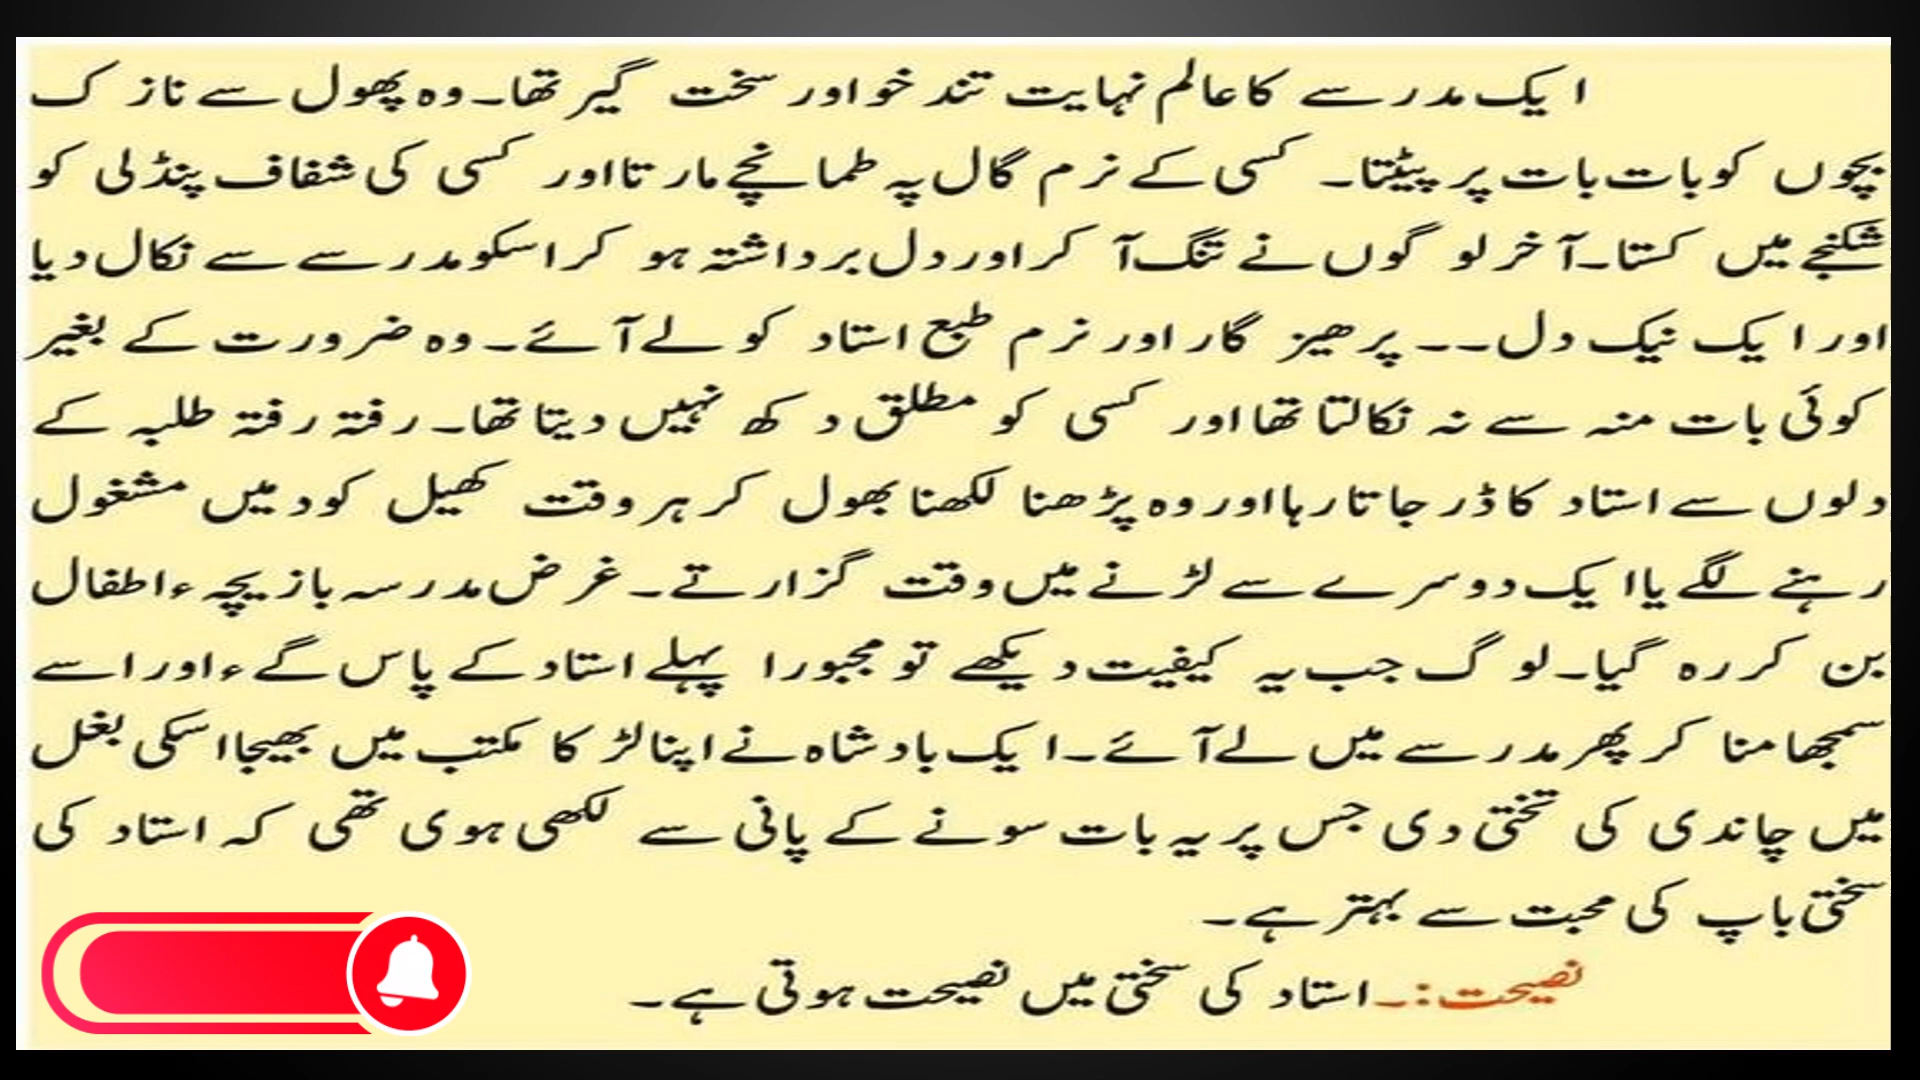 ایک مدرسے کا عالم نہایت تند خو اور سخت گیر تھا۔ وہ پھول سے نازک
بچوں کو بات بات پر پیٹتا۔ کسی کے نرم گال پہ طمانچے مارتا اور کسی کی شفاف پنڈلی کو
شکنجے میں کستا۔ آخر لوگوں نے تنگ آ کر اور دل برداشتہ ہو کر اسکو مدرسے سے نکال دیا
اور ایک نیک دل۔۔ پرھیز گار اور نرم طبع استاد کو لے آئے۔ وہ ضرورت کے بغیر
کوئی بات منہ سے نہ نکالتا تھا اور کسی کو مطلق دکھ نہیں دیتا تھا۔ رفتہ رفتہ طلبہ کے
دلوں سے استاد کا ڈر جاتا رہا اور وہ پڑھنا لکھنا بھول کر ہر وقت کھیل کود میں مشغول
رہنے لگے یا ایک دوسرے سے لڑنے میں وقت گزارتے۔ غرض مدرسہ بازیچہء اطفال
بن کر رہ گیا۔ لوگ جب یہ کیفیت دیکھے تو مجبورا پہلے استاد کے پاس گےء اور اسے
سمجھا منا کر پھر مدرسے میں لے آئے۔ ایک بادشاہ نے اپنا لڑکا مکتب میں بھیجا اسکی بغل
میں چاندی کی تختی دی جس پر یہ بات سونے کے پانی سے لکھی ہوی تھی کہ استاد کی
سختی باپ کی محبت سے بہتر ہے۔
نصیحت:۔ استاد کی سختی میں نصیحت ہوتی ہے۔